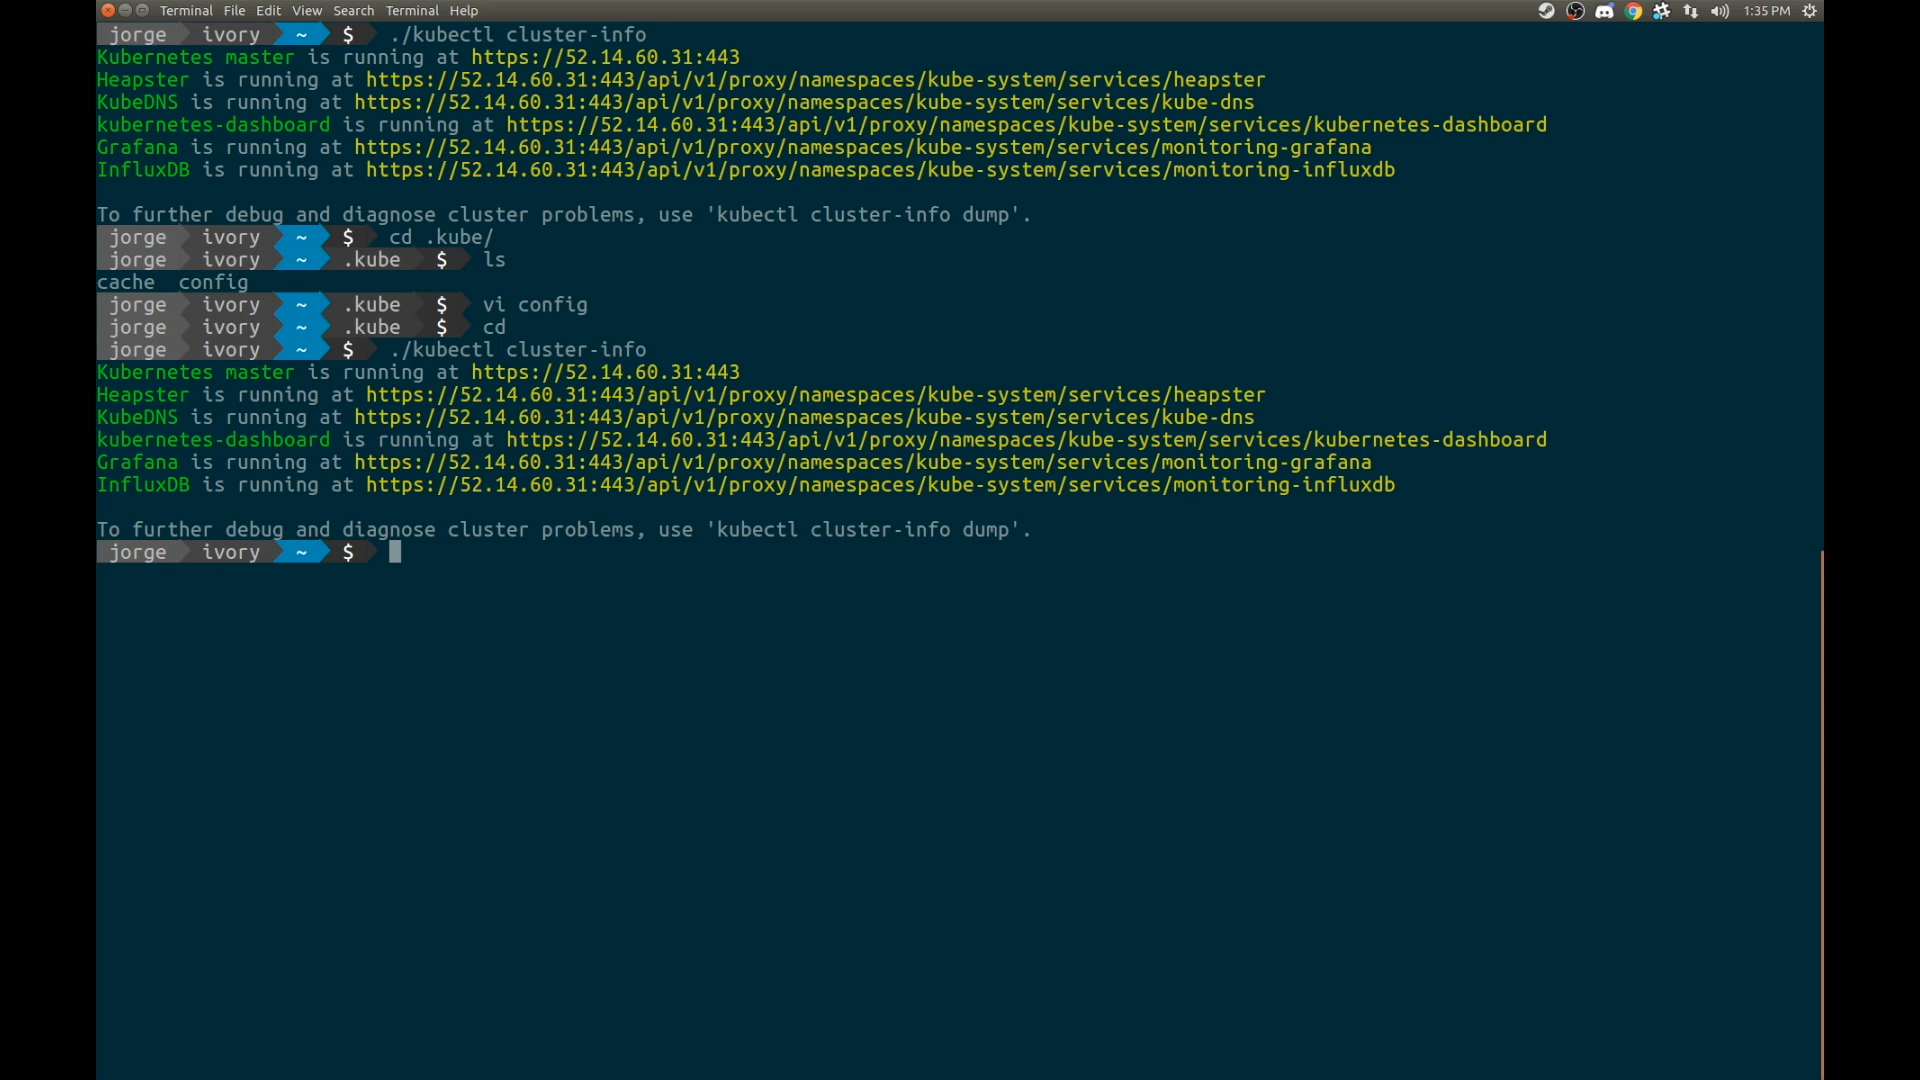 Terminal File Edit View Search Terminal Help 1:35 PM
jorge ivory ~ $ ./kubectl cluster-info
Kubernetes master is running at https://52.14.60.31:443
Heapster is running at https://52.14.60.31:443/api/v1/proxy/namespaces/kube-system/services/heapster
KubeDNS is running at https://52.14.60.31:443/api/v1/proxy/namespaces/kube-system/services/kube-dns
kubernetes-dashboard is running at https://52.14.60.31:443/api/v1/proxy/namespaces/kube-system/services/kubernetes-dashboard
Grafana is running at https://52.14.60.31:443/api/v1/proxy/namespaces/kube-system/services/monitoring-grafana
InfluxDB is running at https://52.14.60.31:443/api/v1/proxy/namespaces/kube-system/services/monitoring-influxdb
To further debug and diagnose cluster problems, use 'kubectl cluster-info dump'.
jorge ivory ~ $ cd .kube/
jorge ivory ~ .kube $ ls
cache config
jorge ivory ~ .kube $ vi config
jorge ivory ~ .kube $ cd
jorge ivory ~ $ ./kubectl cluster-info
Kubernetes master is running at https://52.14.60.31:443
Heapster is running at https://52.14.60.31:443/api/v1/proxy/namespaces/kube-system/services/heapster
KubeDNS is running at https://52.14.60.31:443/api/v1/proxy/namespaces/kube-system/services/kube-dns
kubernetes-dashboard is running at https://52.14.60.31:443/api/v1/proxy/namespaces/kube-system/services/kubernetes-dashboard
Grafana is running at https://52.14.60.31:443/api/v1/proxy/namespaces/kube-system/services/monitoring-grafana
InfluxDB is running at https://52.14.60.31:443/api/v1/proxy/namespaces/kube-system/services/monitoring-influxdb
To further debug and diagnose cluster problems, use 'kubectl cluster-info dump'.
jorge ivory ~ $